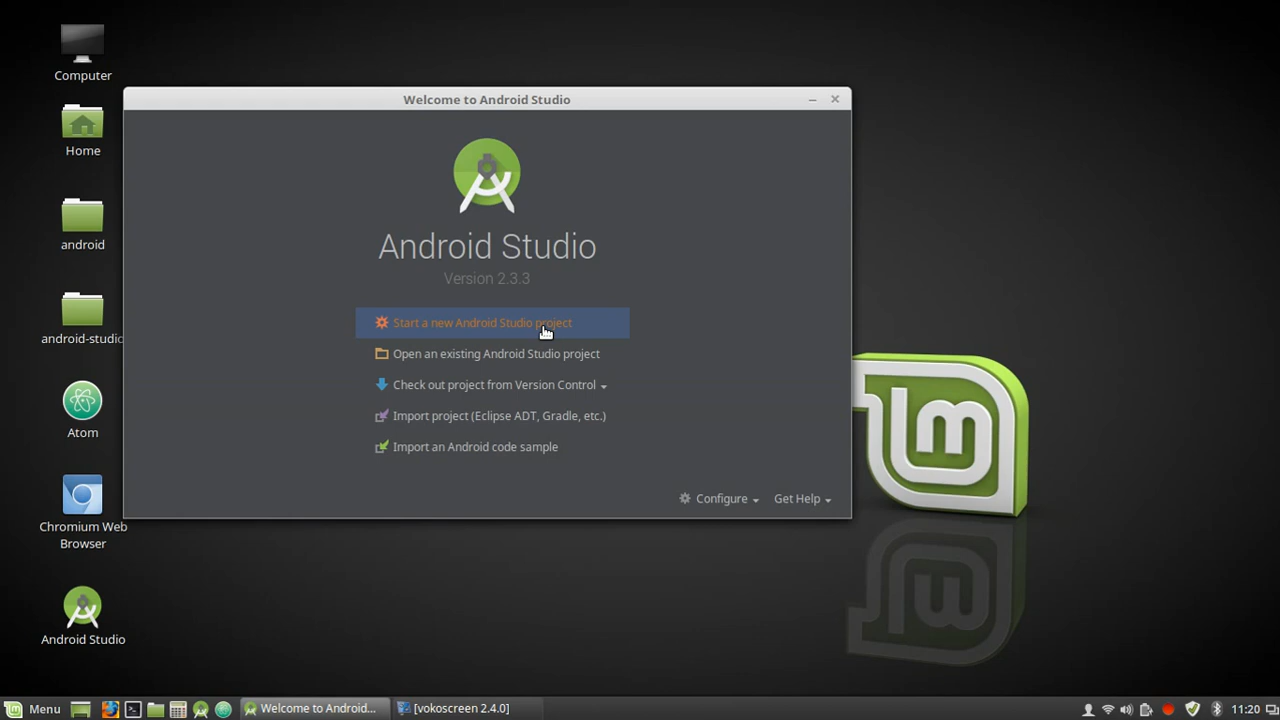 Computer
Home
android
android-studio
Atom
Chromium Web
Browser
Android Studio
Welcome to Android Studio
Android Studio
Version 2.3.3
Start a new Android Studio project
Open an existing Android Studio project
Check out project from Version Control
Import project (Eclipse ADT, Gradle, etc.)
Import an Android code sample
Configure
Get Help
Menu
Welcome to Android...
[vokoscreen 2.4.0]
11:20